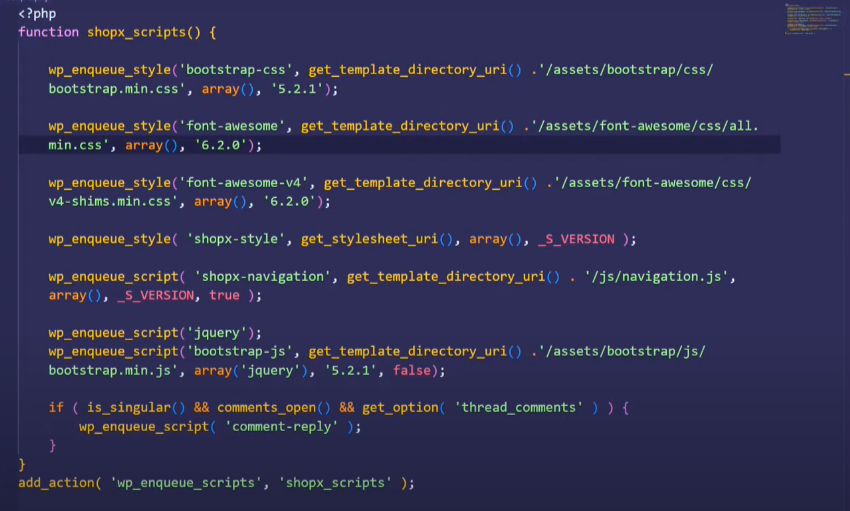 <?php
function shopx_scripts() {
wp_enqueue_style('bootstrap-css', get_template_directory_uri() .'/assets/bootstrap/css/
bootstrap.min.css', array(), '5.2.1');
wp_enqueue_style('font-awesome', get_template_directory_uri() .'/assets/font-awesome/css/all.
min.css', array(), '6.2.0');
wp_enqueue_style('font-awesome-v4', get_template_directory_uri() .'/assets/font-awesome/css/
v4-shims.min.css', array(), '6.2.0');
wp_enqueue_style( 'shopx-style', get_stylesheet_uri(), array(), _S_VERSION );
wp_enqueue_script( 'shopx-navigation', get_template_directory_uri() . '/js/navigation.js',
array(), _S_VERSION, true );
wp_enqueue_script('jquery');
wp_enqueue_script('bootstrap-js', get_template_directory_uri() .'/assets/bootstrap/js/
bootstrap.min.js', array('jquery'), '5.2.1', false);
if ( is_singular() && comments_open() && get_option( 'thread_comments' ) ) {
wp_enqueue_script( 'comment-reply' );
}
}
add_action( 'wp_enqueue_scripts', 'shopx_scripts' );